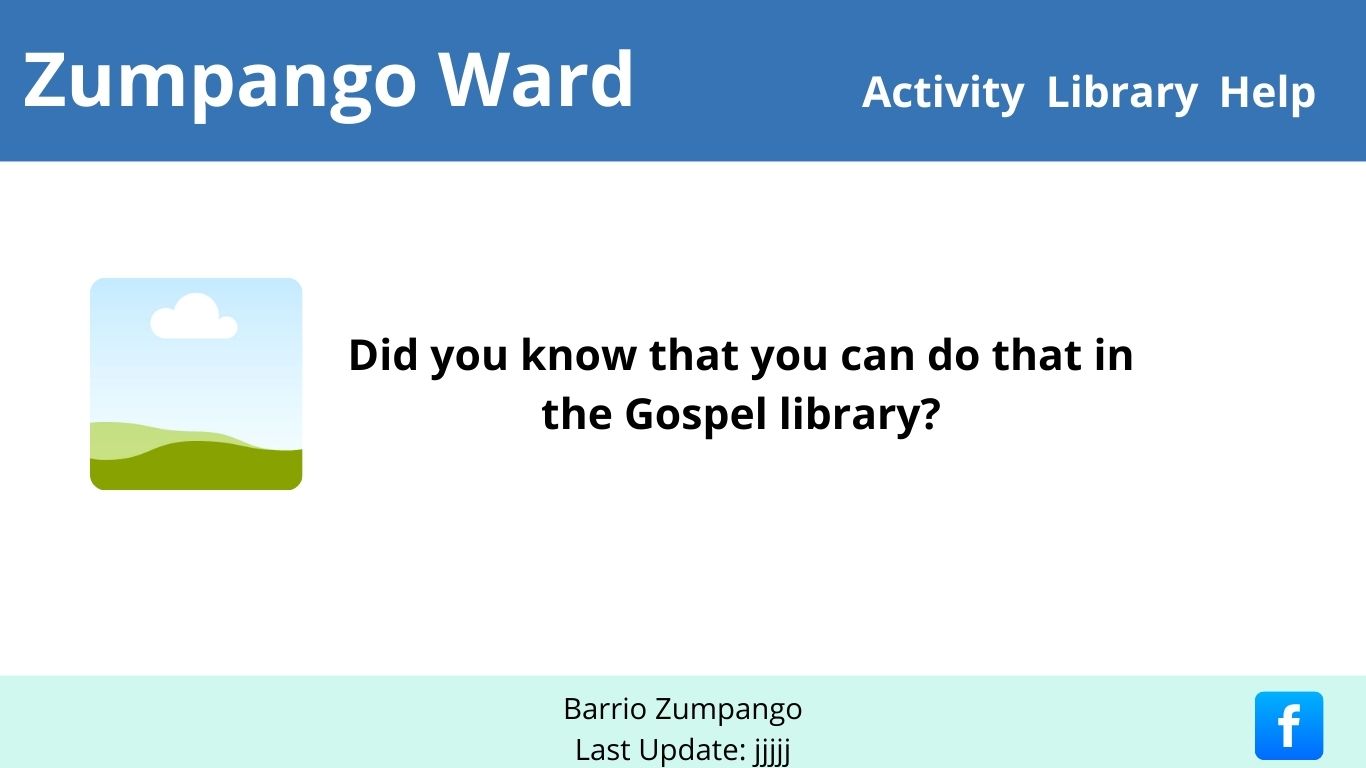 Zumpango Ward
Activity Library Help
Did you know that you can do that in
the Gospel library?
Barrio Zumpango
Last Update: jjjjj
f